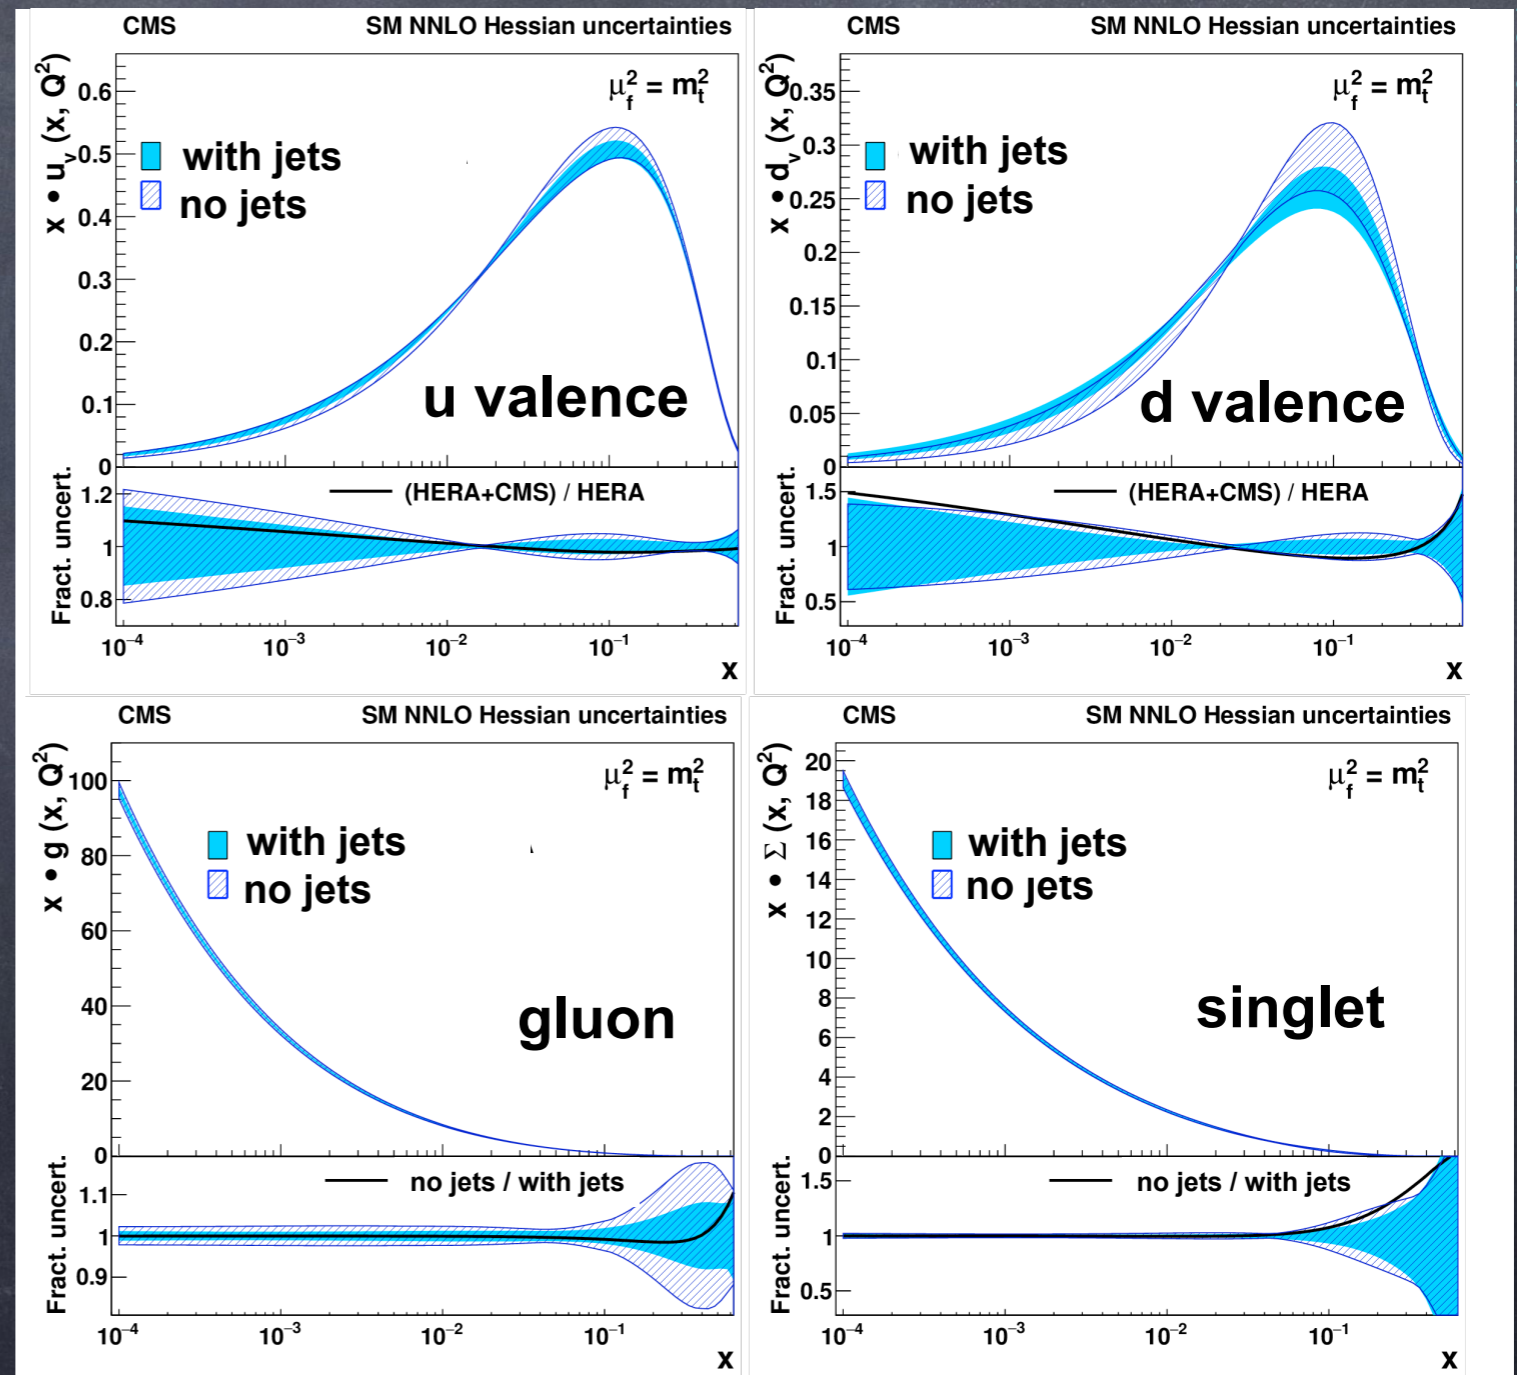 CMS SM NNLO Hessian uncertainties
x • u_v (x, Q²)
μ_f² = m_t²
0.6
0.5
0.4
0.3
0.2
0.1
0
with jets
no jets
u valence
Fract. uncert.
(HERA+CMS) / HERA
1.2
1
0.8
10⁻⁴ 10⁻³ 10⁻² 10⁻¹
x
CMS SM NNLO Hessian uncertainties
x • d_v (x, Q²)
μ_f² = m_t²
0.35
0.3
0.25
0.2
0.15
0.1
0.05
0
with jets
no jets
d valence
Fract. uncert.
(HERA+CMS) / HERA
1.5
1
0.5
10⁻⁴ 10⁻³ 10⁻² 10⁻¹
x
CMS SM NNLO Hessian uncertainties
x • g (x, Q²)
μ_f² = m_t²
100
80
60
40
20
0
with jets
no jets
gluon
Fract. uncert.
no jets / with jets
1.1
1
0.9
10⁻⁴ 10⁻³ 10⁻² 10⁻¹
x
CMS SM NNLO Hessian uncertainties
x • Σ (x, Q²)
μ_f² = m_t²
20
18
16
14
12
10
8
6
4
2
0
with jets
no jets
singlet
Fract. uncert.
no jets / with jets
1.5
1
0.5
10⁻⁴ 10⁻³ 10⁻² 10⁻¹
x